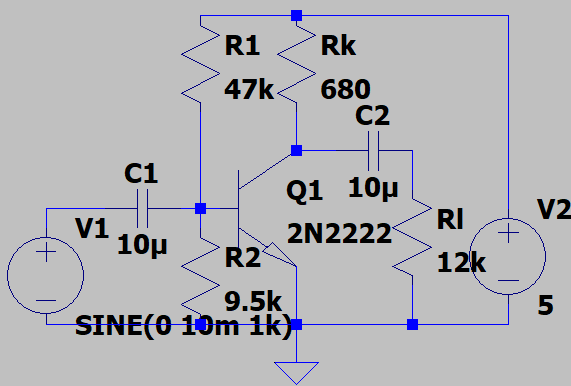 R1
47k
Rk
680
C2
10µ
C1
10µ
V1
Q1
2N2222
R2
9.5k
Rl
12k
V2
5
SINE(0 10m 1k)